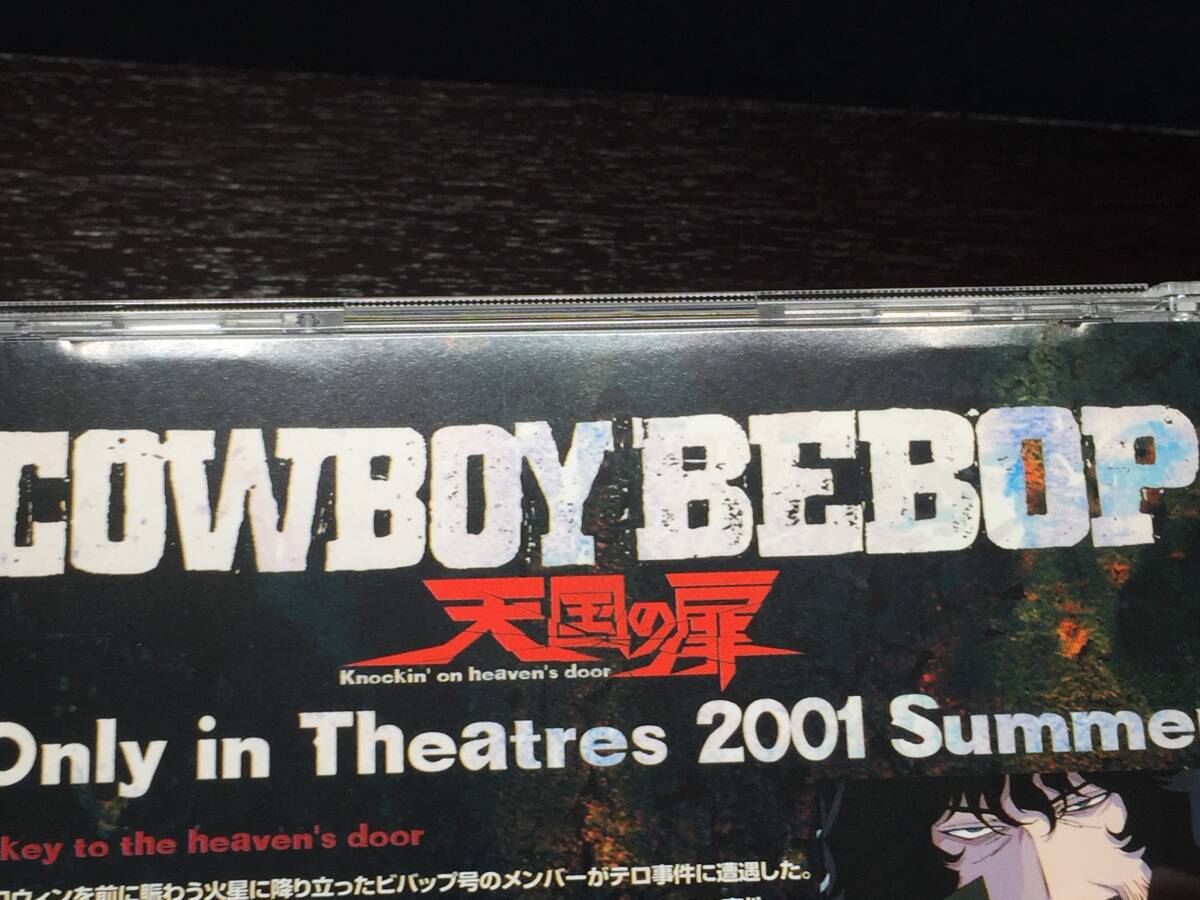 COWBOY BEBOP
天国の扉
Knockin' on heaven's door
Only in Theatres 2001 Summer
key to the heaven's door
ロウィンを前に賑わう火星に降り立ったビバップ号のメンバーがテロ事件に遭遇した。